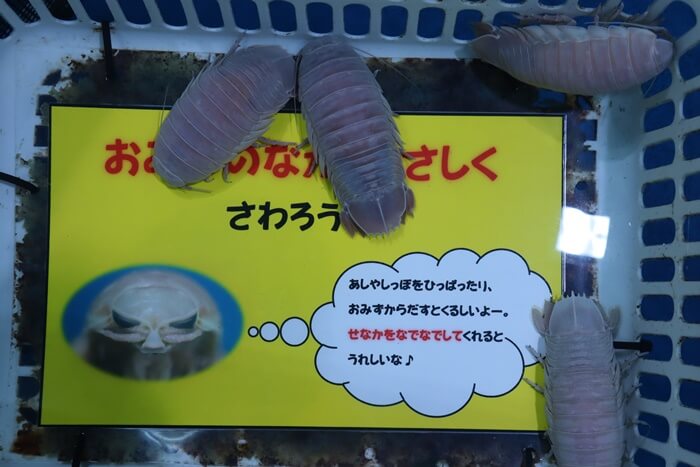 おみ のなか さしく
さわろう
あしやしっぽをひっぱったり、
おみずからだすとくるしいよー。
せなかをなでなでしてくれると
うれしいな♪